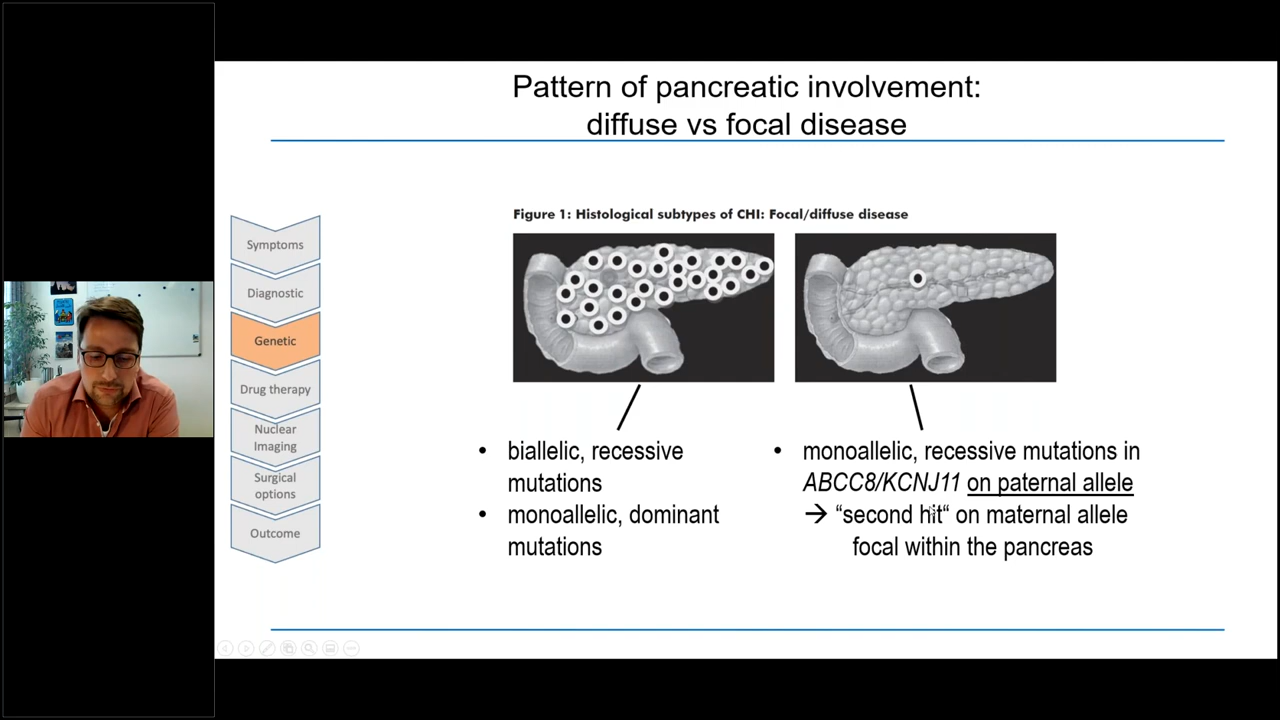 Pattern of pancreatic involvement:
diffuse vs focal disease
Symptoms
Diagnostic
Genetic
Drug therapy
Nuclear
Imaging
Surgical
options
Outcome
Figure 1: Histological subtypes of CHI: Focal/diffuse disease
• biallelic, recessive
mutations
• monoallelic, dominant
mutations
• monoallelic, recessive mutations in
ABCC8/KCNJ11 on paternal allele
→ “second hit“ on maternal allele
focal within the pancreas